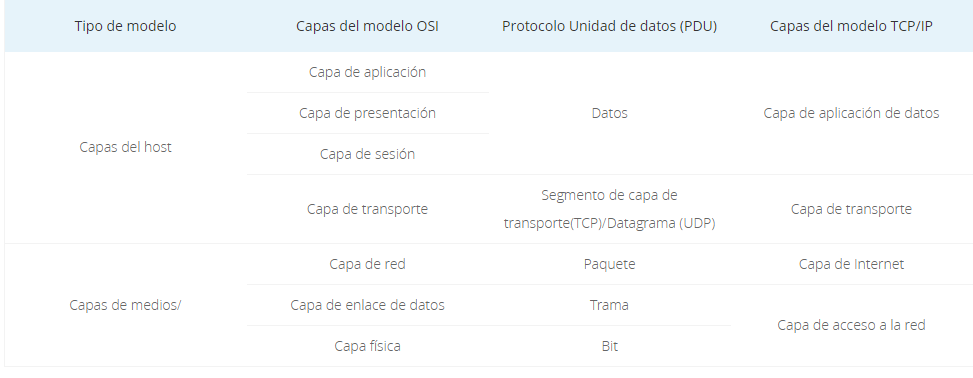 Tipo de modelo
Capas del modelo OSI
Protocolo Unidad de datos (PDU)
Capas del modelo TCP/IP
Capas del host
Capa de aplicación
Capa de presentación
Capa de sesión
Datos
Capa de aplicación de datos
Capa de transporte
Segmento de capa de
transporte(TCP)/Datagrama (UDP)
Capa de transporte
Capas de medios/
Capa de red
Paquete
Capa de Internet
Capa de enlace de datos
Trama
Capa de acceso a la red
Capa física
Bit